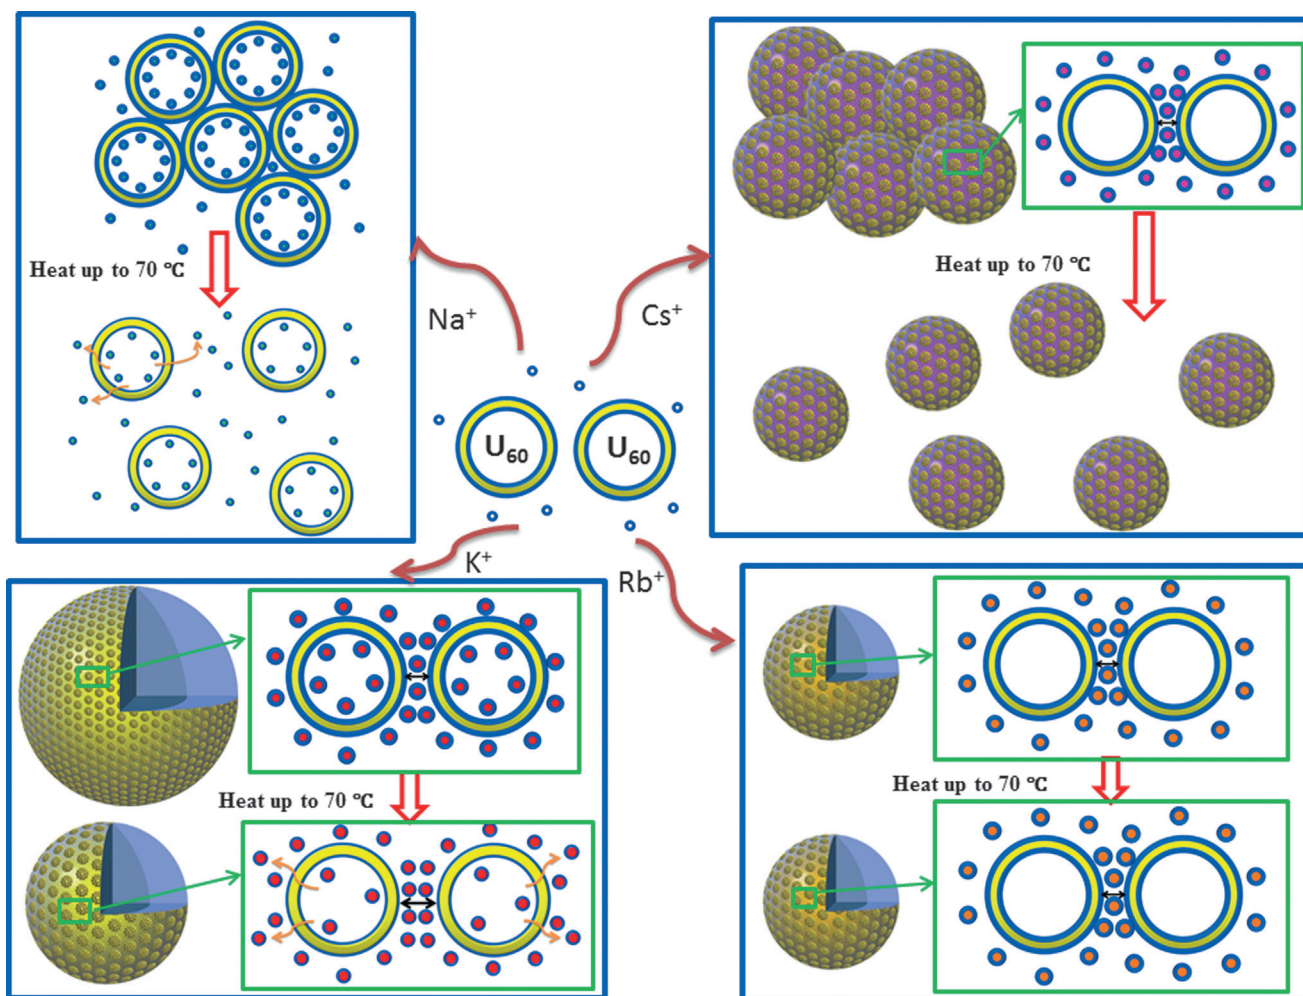 Heat up to 70 ℃
Heat up to 70 ℃
Na⁺
Cs⁺
U₆₀
U₆₀
K⁺
Rb⁺
Heat up to 70 ℃
Heat up to 70 ℃